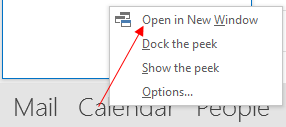 Open in New Window
Dock the peek
Show the peek
Options...
Mail Calendar People